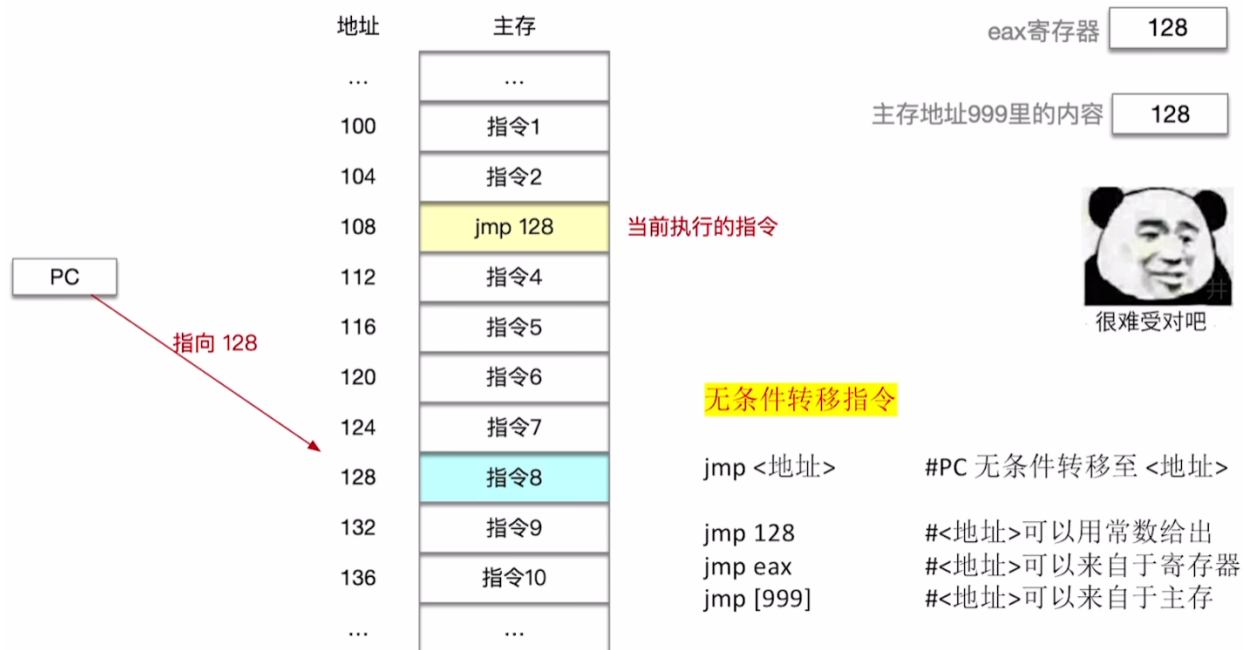 地址 主存
eax寄存器 128
... ...
主存地址999里的内容 128
100 指令1
104 指令2
108 jmp 128 当前执行的指令
PC
112 指令4
116 指令5
指向 128
很难受对吧
120 指令6
无条件转移指令
124 指令7
128 指令8
jmp <地址> #PC 无条件转移至 <地址>
132 指令9
jmp 128 #<地址>可以用常数给出
136 指令10
jmp eax #<地址>可以来自于寄存器
jmp [999] #<地址>可以来自于主存
... ...